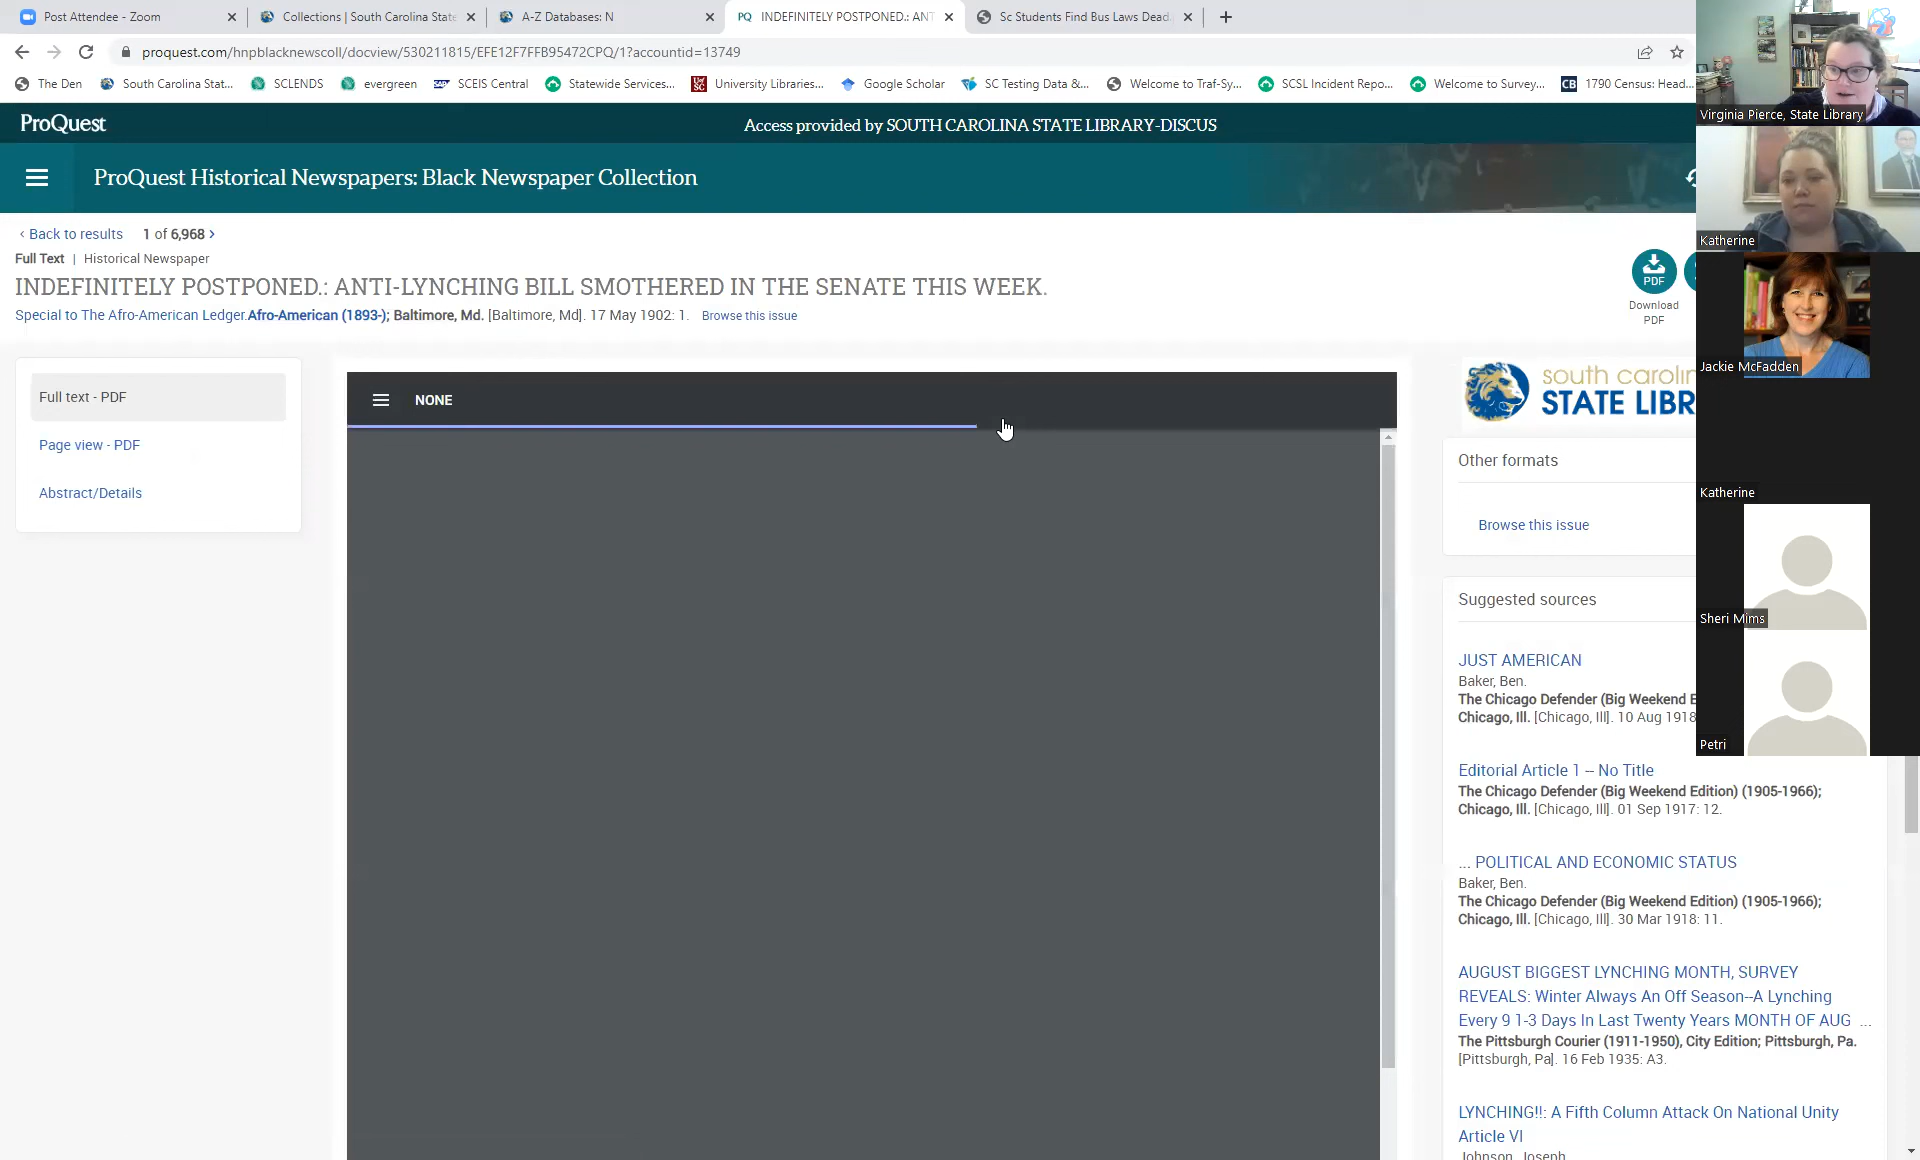 Post Attendee - Zoom
Collections | South Carolina State
A-Z Databases: N
PQ INDEFINITELY POSTPONED.: ANT
Sc Students Find Bus Laws Dead.
proquest.com/hnpblacknewscoll/docview/530211815/EFE12F7FFB95472CPQ/1?accountid=13749
The Den
South Carolina Stat...
SCLENDS
evergreen
SCEIS Central
Statewide Services...
University Libraries...
Google Scholar
SC Testing Data &...
Welcome to Traf-Sy...
SCSL Incident Repo...
Welcome to Survey...
CB 1790 Census: Head...
ProQuest
Access provided by SOUTH CAROLINA STATE LIBRARY-DISCUS
ProQuest Historical Newspapers: Black Newspaper Collection
‹ Back to results 1 of 6,968 ›
Full Text | Historical Newspaper
INDEFINITELY POSTPONED.: ANTI-LYNCHING BILL SMOTHERED IN THE SENATE THIS WEEK.
Special to The Afro-American Ledger.Afro-American (1893-); Baltimore, Md. [Baltimore, Md]. 17 May 1902: 1. Browse this issue
PDF
Download
PDF
Full text - PDF
Page view - PDF
Abstract/Details
NONE
south carolin
STATE LIBR
Other formats
Browse this issue
Suggested sources
JUST AMERICAN
Baker, Ben.
The Chicago Defender (Big Weekend E
Chicago, Ill. [Chicago, Ill]. 10 Aug 1918
Editorial Article 1 -- No Title
The Chicago Defender (Big Weekend Edition) (1905-1966);
Chicago, Ill. [Chicago, Ill]. 01 Sep 1917: 12.
... POLITICAL AND ECONOMIC STATUS
Baker, Ben.
The Chicago Defender (Big Weekend Edition) (1905-1966);
Chicago, Ill. [Chicago, Ill]. 30 Mar 1918: 11.
AUGUST BIGGEST LYNCHING MONTH, SURVEY
REVEALS: Winter Always An Off Season--A Lynching
Every 9 1-3 Days In Last Twenty Years MONTH OF AUG ...
The Pittsburgh Courier (1911-1950), City Edition; Pittsburgh, Pa.
[Pittsburgh, Pa]. 16 Feb 1935: A3.
LYNCHING!!: A Fifth Column Attack On National Unity
Article VI
Johnson, Joseph
Virginia Pierce, State Library
Katherine
Jackie McFadden
Katherine
Sheri Mims
Petri